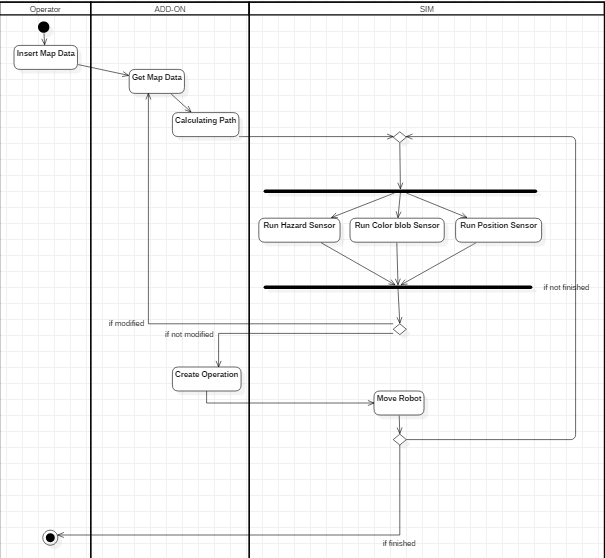 Operator
ADD-ON
SIM
Insert Map Data
Get Map Data
Calculating Path
Run Hazard Sensor
Run Color blob Sensor
Run Position Sensor
if not finished
if modified
if not modified
Create Operation
Move Robot
if finished